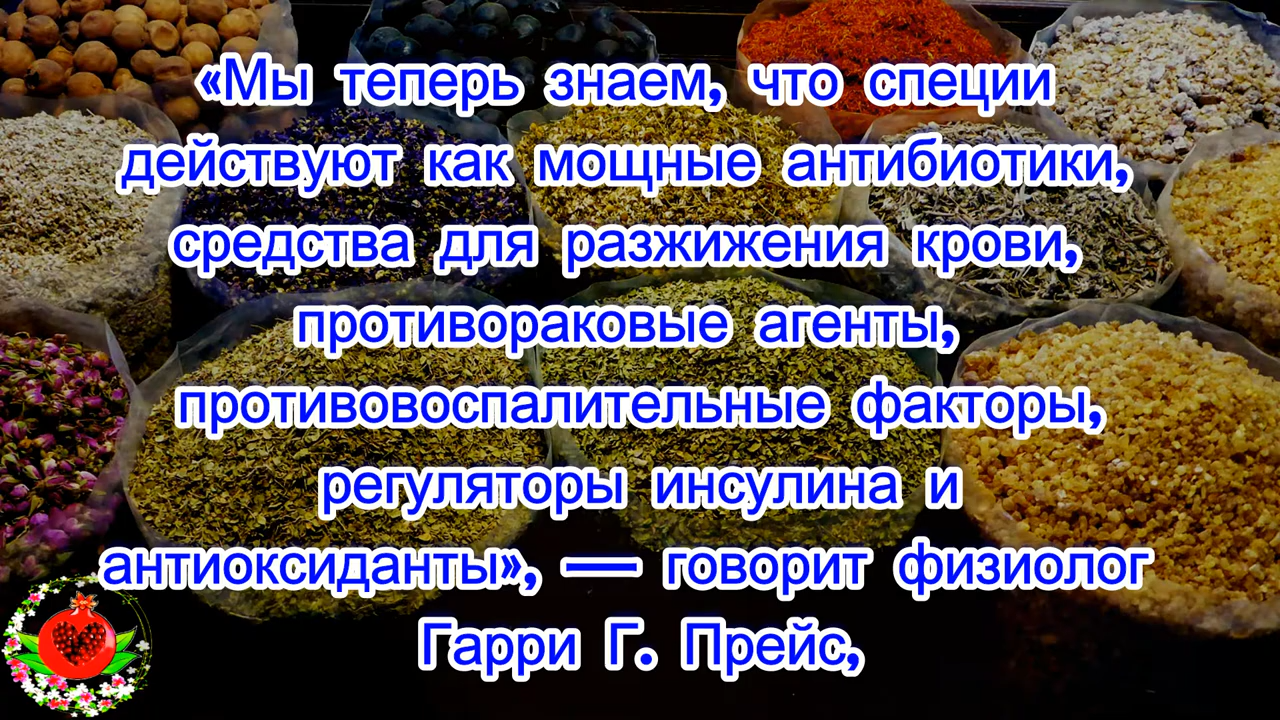 «Мы теперь знаем, что специи
действуют как мощные антибиотики,
средства для разжижения крови,
противораковые агенты,
противовоспалительные факторы,
регуляторы инсулина и
антиоксиданты», — говорит физиолог
Гарри Г. Прейс,